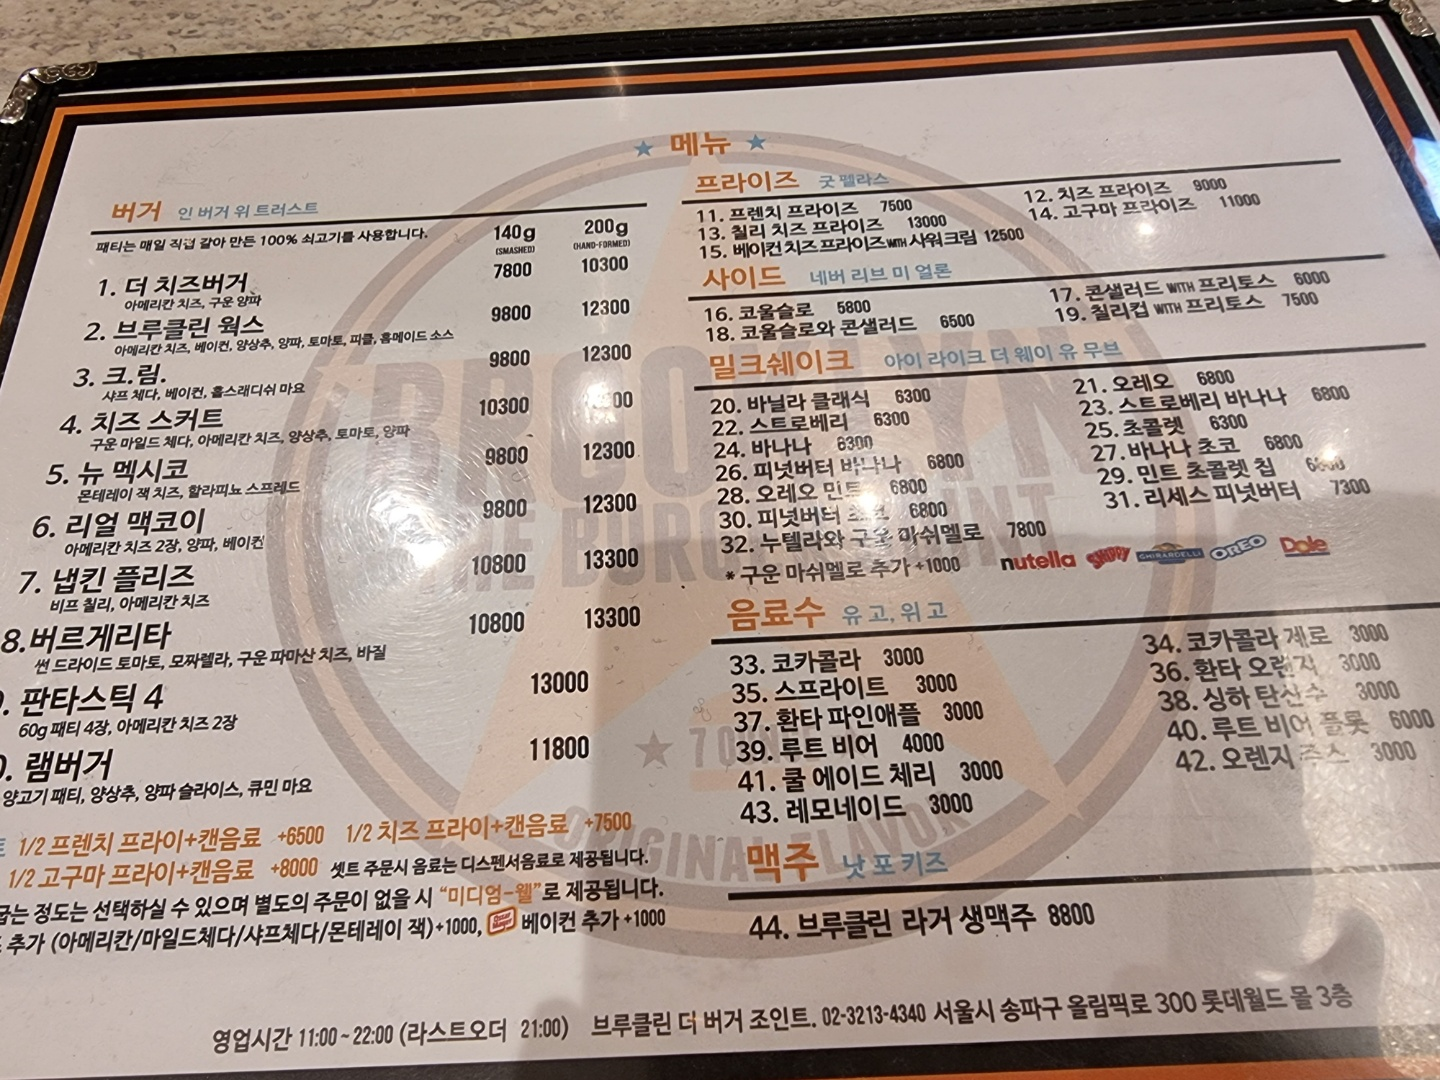 메뉴
버거 인 버거 위 트러스트
패티는 매일 직접 갈아 만든 100% 쇠고기를 사용합니다.
140g 200g
(SMASHED) (HAND-FORMED)
1. 더 치즈버거 7800 10300
아메리칸 치즈, 구운 양파
2. 브루클린 웍스 9800 12300
아메리칸 치즈, 베이컨, 양상추, 양파, 토마토, 피클, 홈메이드 소스
3. 크.림. 9800 12300
샤프 체다, 베이컨, 홀스래디쉬 마요
4. 치즈 스커트 10300
구운 마일드 체다, 아메리칸 치즈, 양상추, 토마토, 양파
5. 뉴 멕시코 9800 12300
몬테레이 잭 치즈, 할라피뇨 스프레드
6. 리얼 맥코이 9800 12300
아메리칸 치즈 2장, 양파, 베이컨
7. 냅킨 플리즈 10800 13300
비프 칠리, 아메리칸 치즈
8. 버르게리타 10800 13300
썬 드라이드 토마토, 모짜렐라, 구운 파마산 치즈, 바질
판타스틱 4 13000
60g 패티 4장, 아메리칸 치즈 2장
램버거 11800
양고기 패티, 양상추, 양파 슬라이스, 큐민 마요
1/2 프렌치 프라이+캔음료 +6500 1/2 치즈 프라이+캔음료 +7500
1/2 고구마 프라이+캔음료 +8000 셋트 주문시 음료는 디스펜서음료로 제공됩니다.
굽는 정도는 선택하실 수 있으며 별도의 주문이 없을 시 "미디엄-웰"로 제공됩니다.
추가 (아메리칸/마일드체다/샤프체다/몬테레이 잭)+1000, Oscar Mayer 베이컨 추가 +1000
프라이즈 굿 펠라스
11. 프렌치 프라이즈 7500 12. 치즈 프라이즈 9000
13. 칠리 치즈 프라이즈 13000 14. 고구마 프라이즈 11000
15. 베이컨 치즈 프라이즈 WITH 사워크림 12500
사이드 네버 리브 미 얼론
16. 코울슬로 5800 17. 콘샐러드 WITH 프리토스 6000
18. 코울슬로와 콘샐러드 6500 19. 칠리컵 WITH 프리토스 7500
밀크쉐이크 아이 라이크 더 웨이 유 무브
20. 바닐라 클래식 6300 21. 오레오 6800
22. 스트로베리 6300 23. 스트로베리 바나나 6800
24. 바나나 6300 25. 초콜렛 6300
26. 피넛버터 바나나 6800 27. 바나나 초코 6800
28. 오레오 민트 6800 29. 민트 초콜렛 칩
30. 피넛버터 6800 31. 리세스 피넛버터 7300
32. 누텔라와 구운 마쉬멜로 7800
* 구운 마쉬멜로 추가 +1000 nutella SKIPPY GHIRARDELLI OREO Dole
음료수 유 고, 위 고
33. 코카콜라 3000 34. 코카콜라 제로 3000
35. 스프라이트 3000 36. 환타 오렌지 3000
37. 환타 파인애플 3000 38. 싱하 탄산수 3000
39. 루트 비어 4000 40. 루트 비어 플롯 6000
41. 쿨 에이드 체리 3000 42. 오렌지 주스 3000
43. 레모네이드 3000
맥주 낫 포 키즈
44. 브루클린 라거 생맥주 8800
BROOKLYN
THE BURGER JOINT
ORIGINAL FLAVOR
영업시간 11:00~22:00 (라스트오더 21:00) 브루클린 더 버거 조인트. 02-3213-4340 서울시 송파구 올림픽로 300 롯데월드 몰 3층